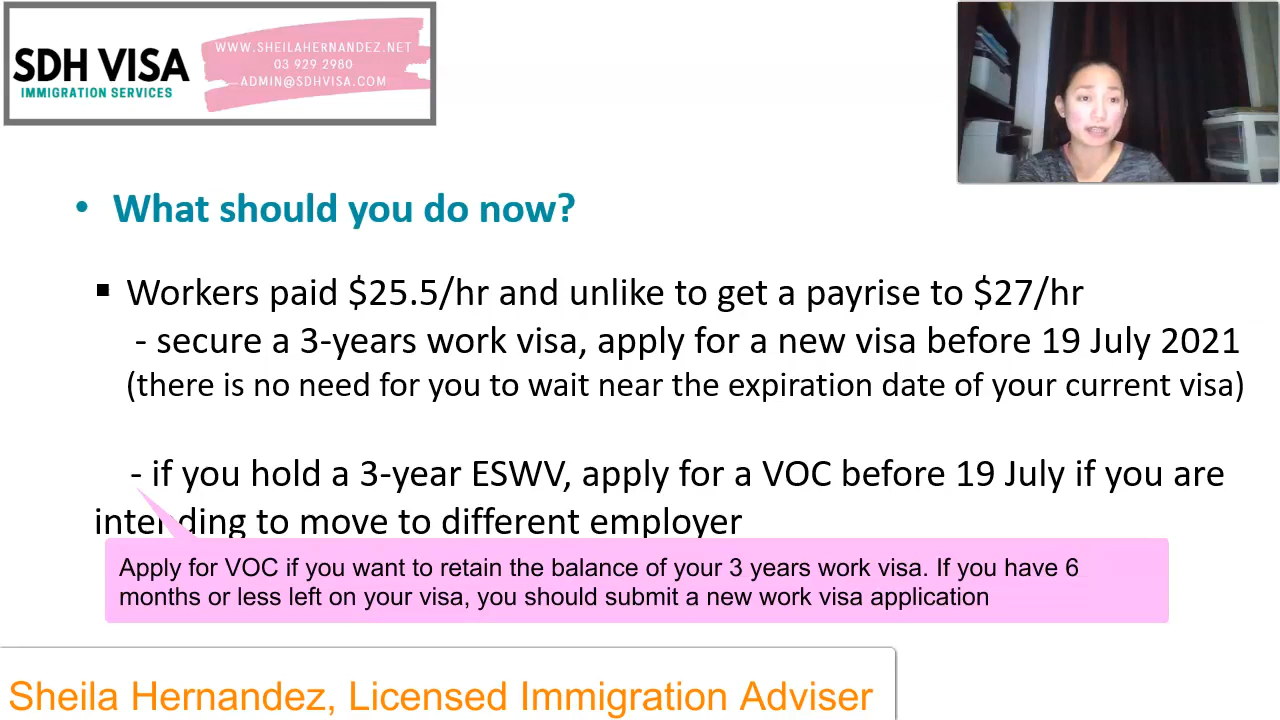 SDH VISA
IMMIGRATION SERVICES
WWW.SHEILAHERNANDEZ.NET
03 929 2980
ADMIN@SDHVISA.COM
• What should you do now?
▪ Workers paid $25.5/hr and unlike to get a payrise to $27/hr
- secure a 3-years work visa, apply for a new visa before 19 July 2021
(there is no need for you to wait near the expiration date of your current visa)
- if you hold a 3-year ESWV, apply for a VOC before 19 July if you are
intending to move to different employer
Apply for VOC if you want to retain the balance of your 3 years work visa. If you have 6
months or less left on your visa, you should submit a new work visa application
Sheila Hernandez, Licensed Immigration Adviser